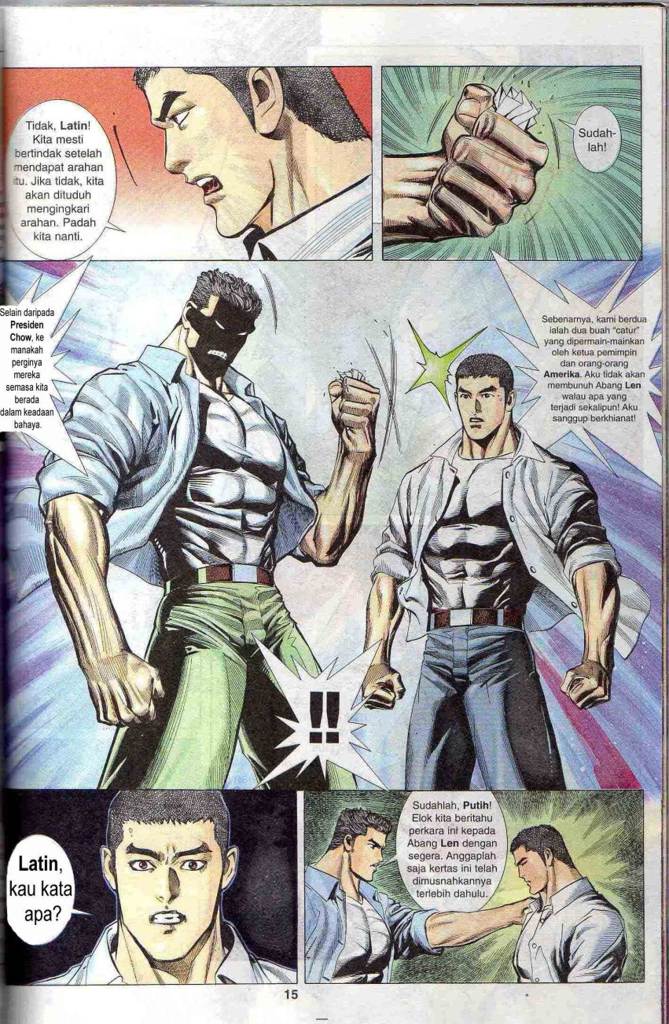 Tidak, Latin!
Kita mesti
bertindak setelah
mendapat arahan
itu. Jika tidak, kita
akan dituduh
mengingkari
arahan. Padah
kita nanti.
Sudah-
lah!
Selain daripada
Presiden
Chow, ke
manakah
perginya
mereka
semasa kita
berada
dalam keadaan
bahaya.
Sebenarnya, kami berdua
ialah dua buah "catur"
yang dipermain-mainkan
oleh ketua pemimpin
dan orang-orang
Amerika. Aku tidak akan
membunuh Abang Len
walau apa yang
terjadi sekalipun! Aku
sanggup berkhianat!
!!
Latin,
kau kata
apa?
Sudahlah, Putih!
Elok kita beritahu
perkara ini kepada
Abang Len dengan
segera. Anggaplah
saja kertas ini telah
dimusnahkannya
terlebih dahulu.
15